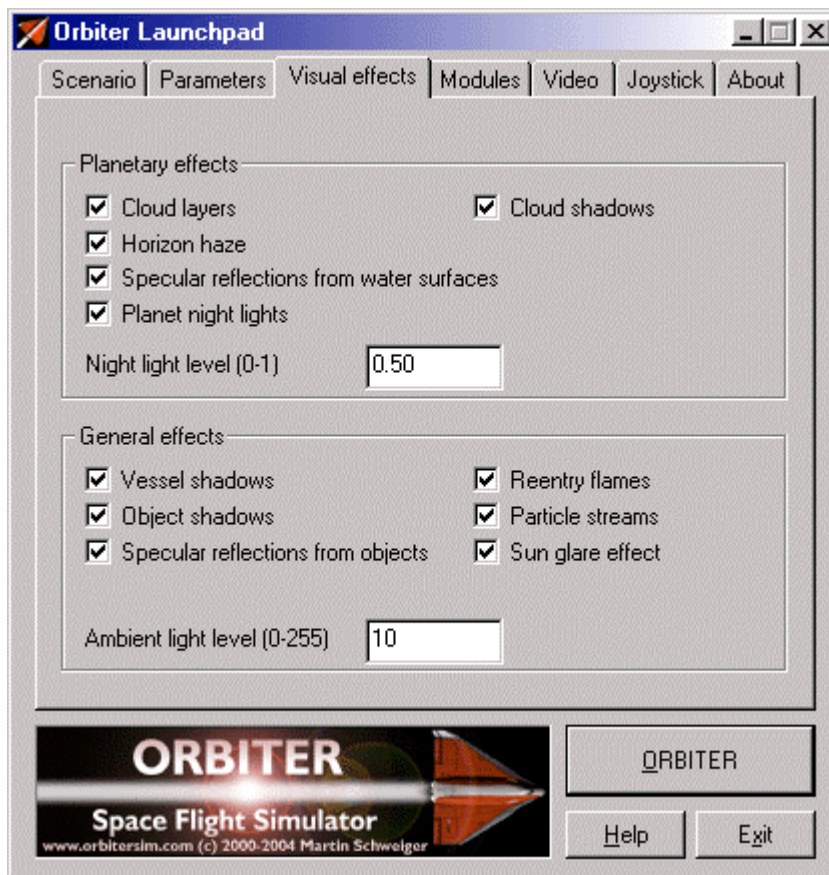 Orbiter Launchpad
Scenario Parameters Visual effects Modules Video Joystick About
Planetary effects
Cloud layers Cloud shadows
Horizon haze
Specular reflections from water surfaces
Planet night lights
Night light level (0-1) 0.50
General effects
Vessel shadows Reentry flames
Object shadows Particle streams
Specular reflections from objects Sun glare effect
Ambient light level (0-255) 10
ORBITER
Space Flight Simulator
www.orbitersim.com (c) 2000-2004 Martin Schweiger
ORBITER
Help Exit